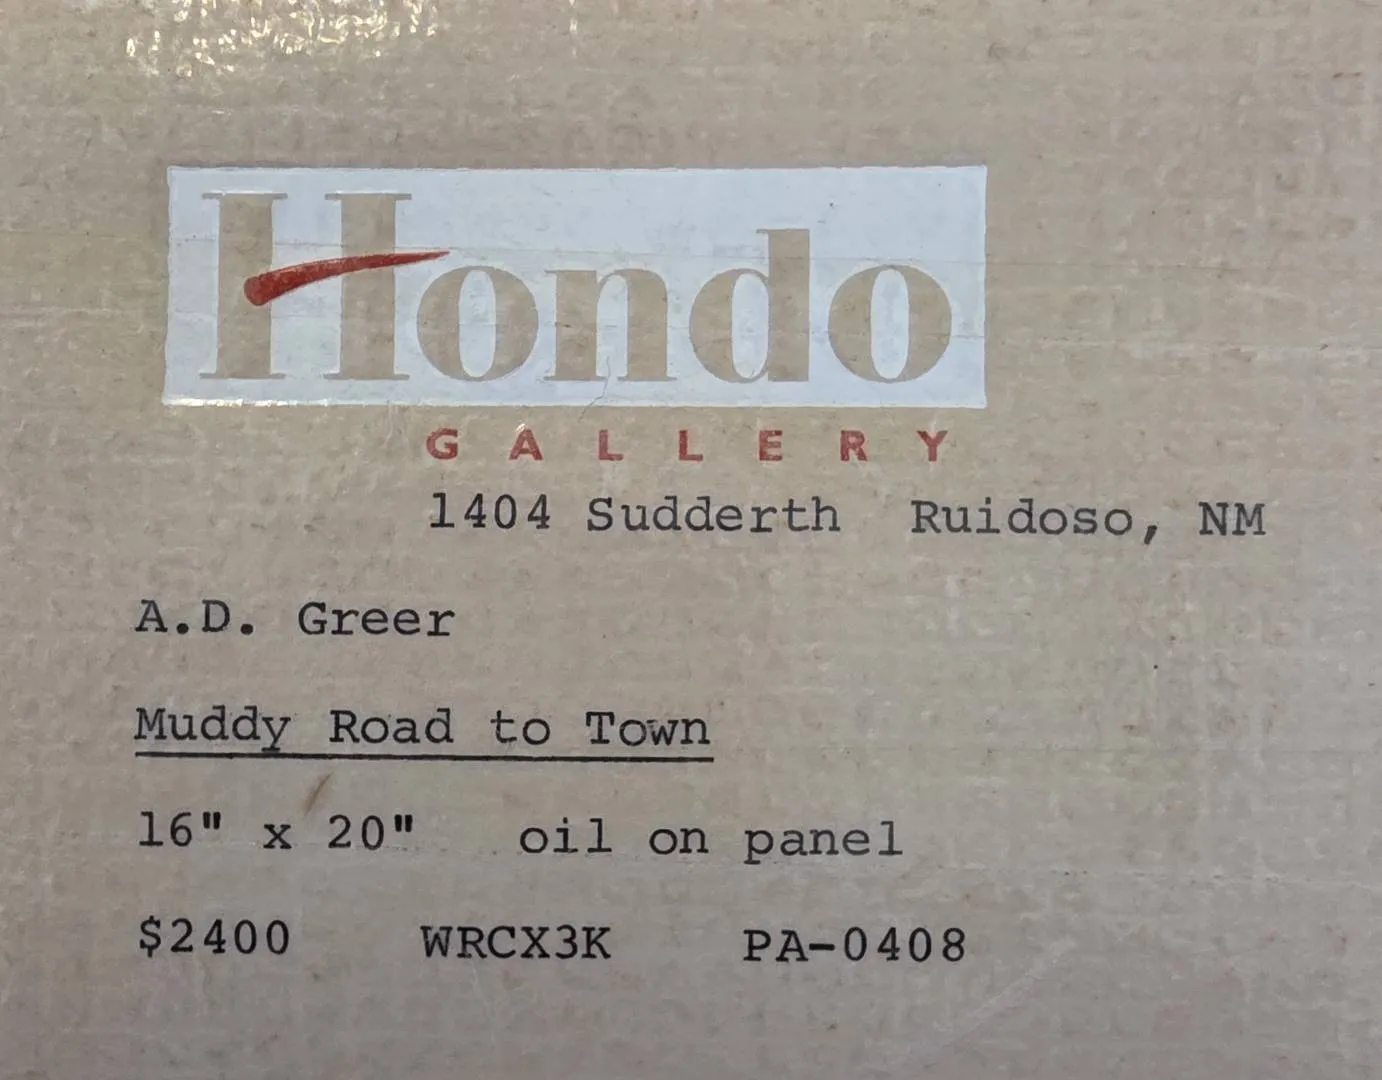 Hondo
GALLERY
1404 Sudderth Ruidoso, NM
A.D. Greer
Muddy Road to Town
16" x 20" oil on panel
$2400 WRCX3K PA-0408